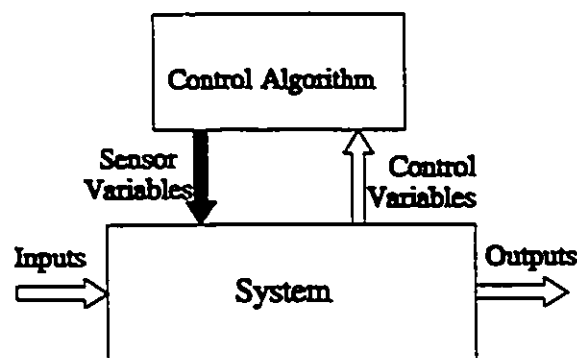 Control Algorithm
Sensor
Variables
Control
Variables
Inputs
Outputs
System